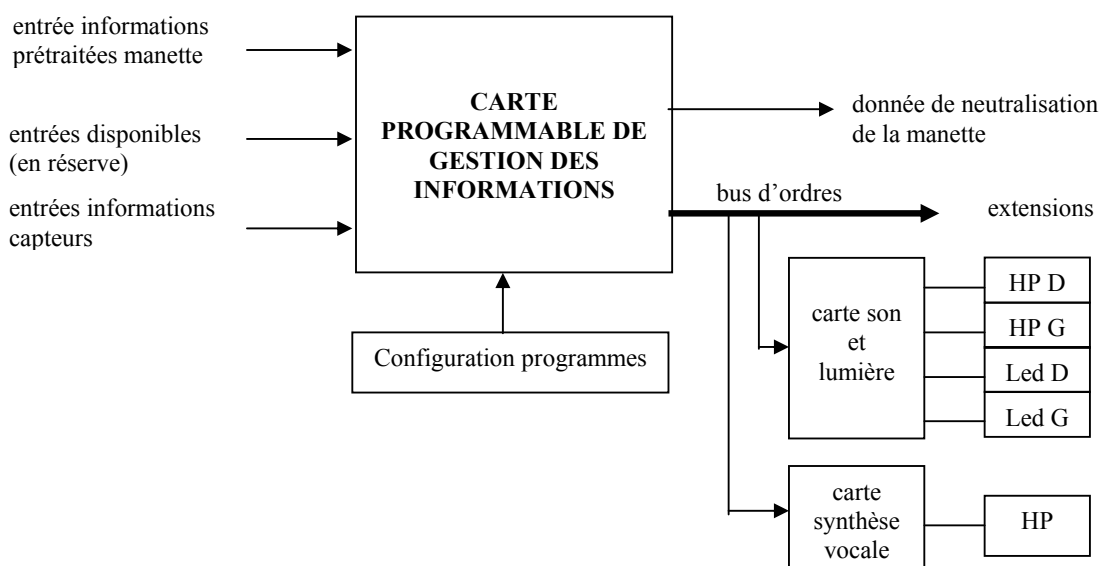 entrée informations
prétraitées manette
entrées disponibles
(en réserve)
entrées informations
capteurs
CARTE
PROGRAMMABLE DE
GESTION DES
INFORMATIONS
Configuration programmes
donnée de neutralisation
de la manette
bus d'ordres
extensions
carte son
et
lumière
HP D
HP G
Led D
Led G
carte
synthèse
vocale
HP